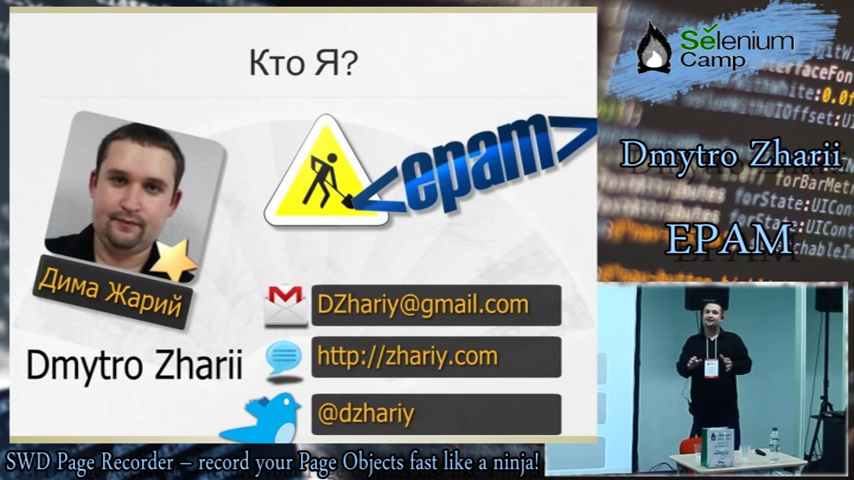 Кто Я?
Дима Жарий
Dmytro Zharii
<epam>
DZhariy@gmail.com
http://zhariy.com
@dzhariy
Selenium
Camp
Dmytro Zharii
EPAM
SWD Page Recorder – record your Page Objects fast like a ninja!